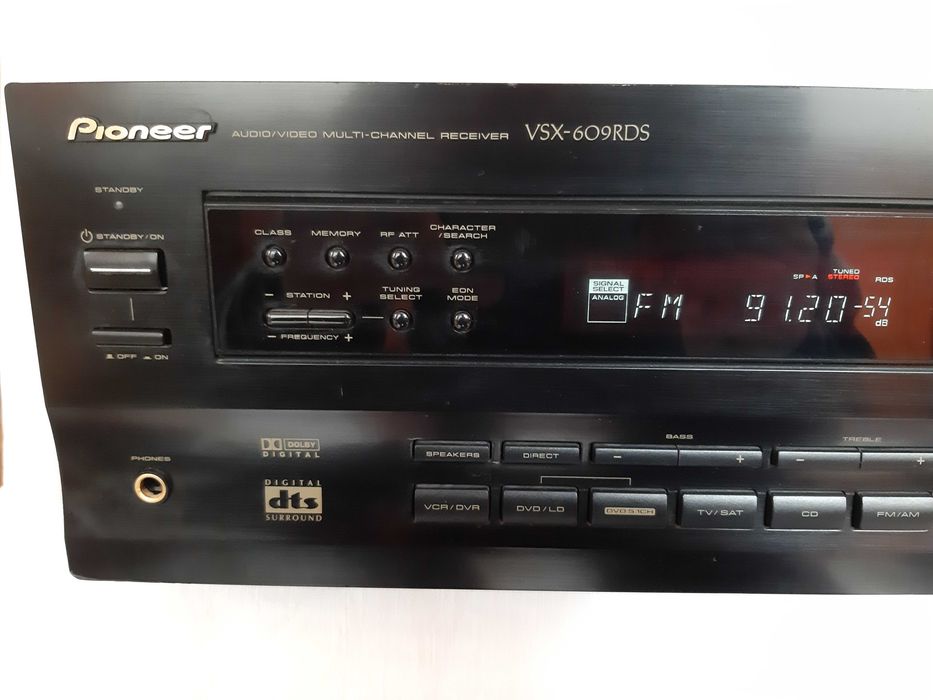 Pioneer AUDIO/VIDEO MULTI-CHANNEL RECEIVER VSX-609RDS
STANDBY
STANDBY/ON
OFF ON
CLASS MEMORY RF ATT CHARACTER
/SEARCH
- STATION +
TUNING
SELECT
EON
MODE
- FREQUENCY +
SIGNAL
SELECT
ANALOG
SP A TUNED
STEREO RDS
FM 91.20 -54
dB
PHONES
DOLBY
DIGITAL
DIGITAL
dts
SURROUND
SPEAKERS DIRECT - BASS + - TREBLE +
VCR/DVR DVD/LD DVD 5.1CH TV/SAT CD FM/AM